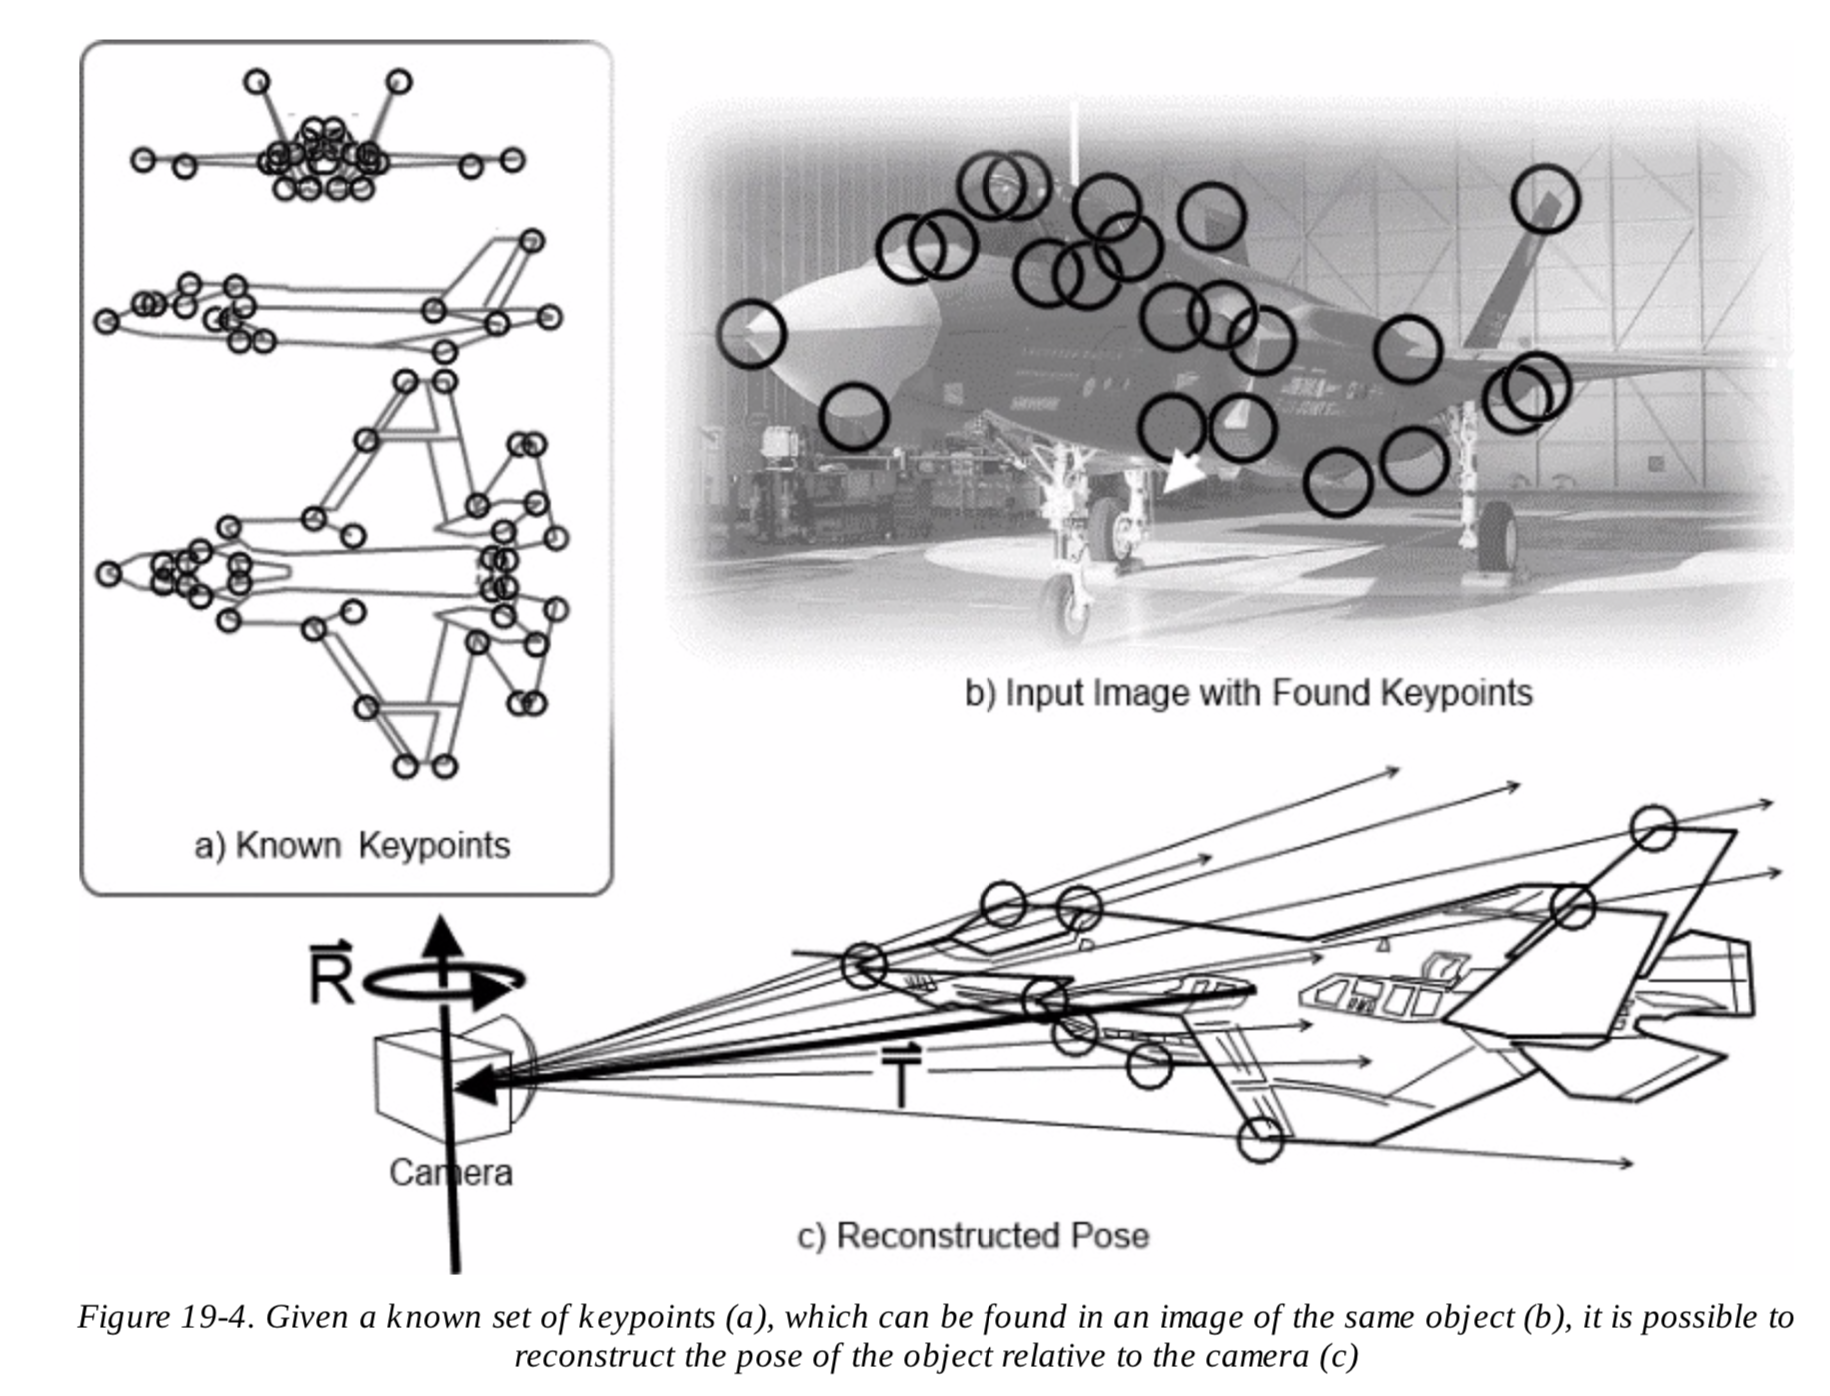 a) Known Keypoints
b) Input Image with Found Keypoints
R
T
Camera
c) Reconstructed Pose
Figure 19-4. Given a known set of keypoints (a), which can be found in an image of the same object (b), it is possible to
reconstruct the pose of the object relative to the camera (c)